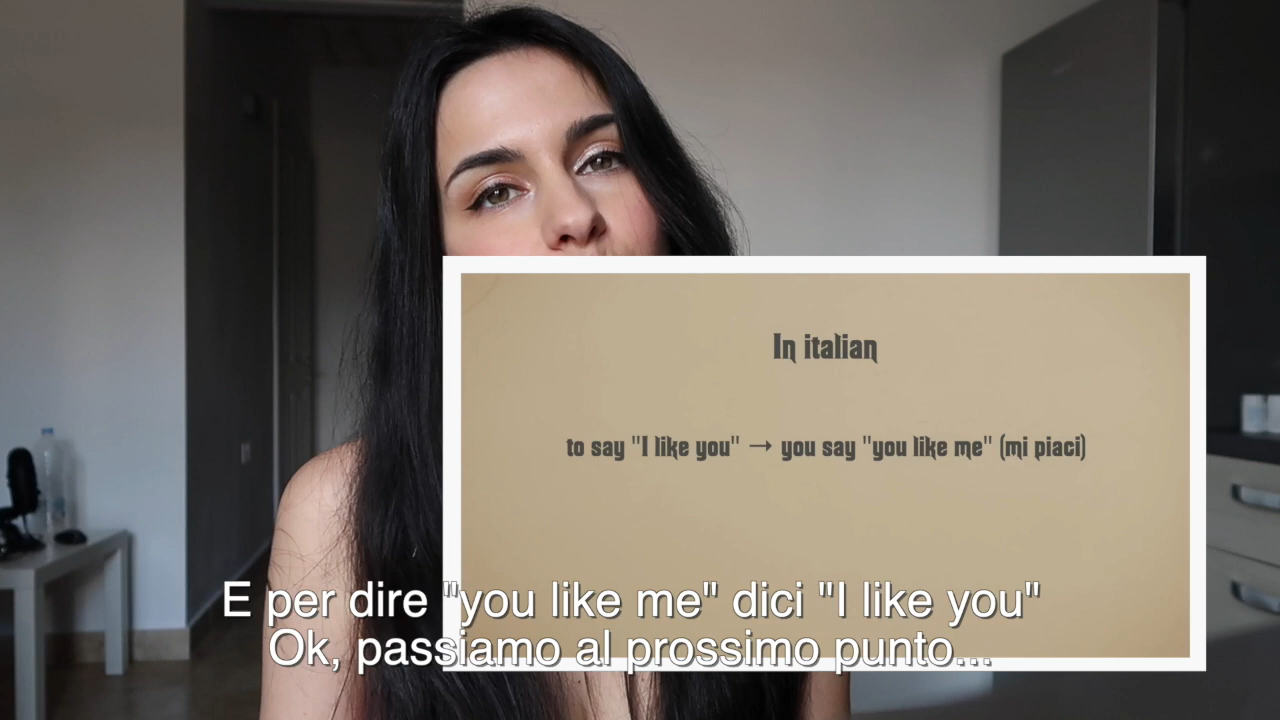 In italian
to say "I like you" → you say "you like me" (mi piaci)
E per dire "you like me" dici "I like you"
Ok, passiamo al prossimo punto...